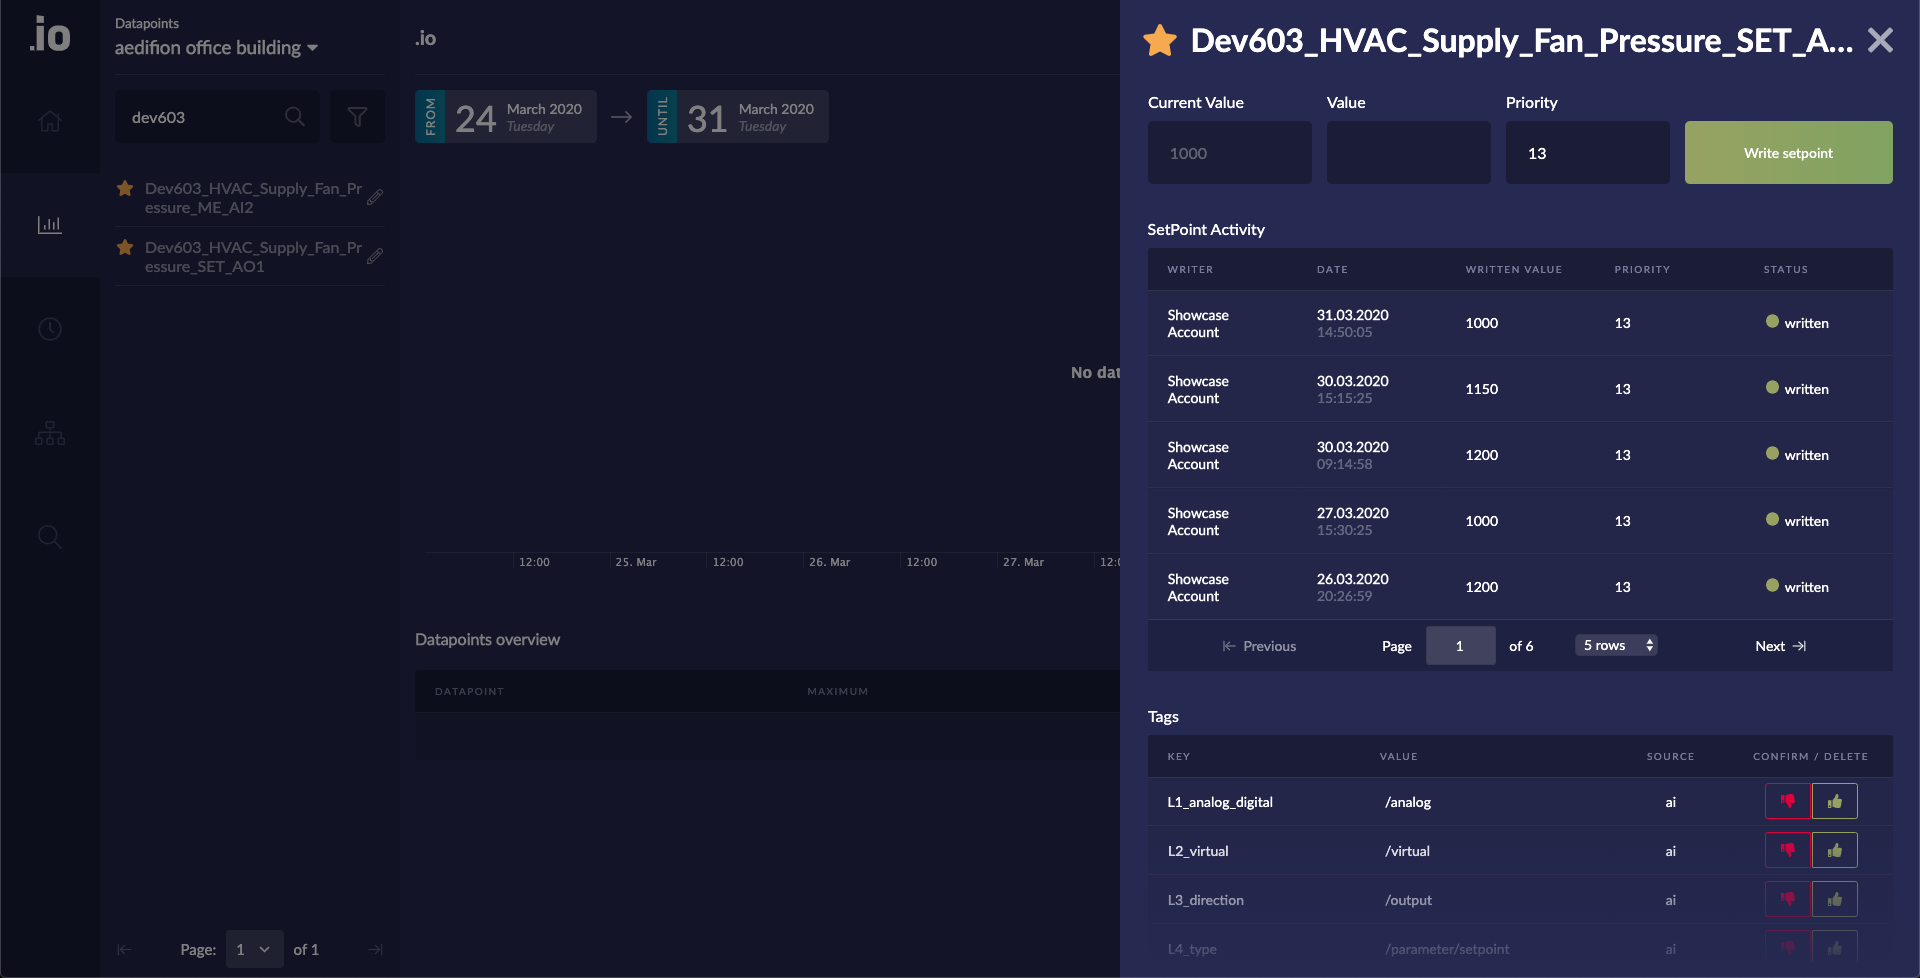 .io
Datapoints
aedifion office building
dev603
Dev603_HVAC_Supply_Fan_Pr
essure_ME_AI2
Dev603_HVAC_Supply_Fan_Pr
essure_SET_AO1
Page: 1 of 1
.io
FROM 24 March 2020 Tuesday
UNTIL 31 March 2020 Tuesday
No dat
12:00 25. Mar 12:00 26. Mar 12:00 27. Mar 12:0
Datapoints overview
DATAPOINT MAXIMUM
Dev603_HVAC_Supply_Fan_Pressure_SET_A...
Current Value Value Priority
1000 13 Write setpoint
SetPoint Activity
WRITER DATE WRITTEN VALUE PRIORITY STATUS
Showcase Account 31.03.2020 14:50:05 1000 13 written
Showcase Account 30.03.2020 15:15:25 1150 13 written
Showcase Account 30.03.2020 09:14:58 1200 13 written
Showcase Account 27.03.2020 15:30:25 1000 13 written
Showcase Account 26.03.2020 20:26:59 1200 13 written
Previous Page 1 of 6 5 rows Next
Tags
KEY VALUE SOURCE CONFIRM / DELETE
L1_analog_digital /analog ai
L2_virtual /virtual ai
L3_direction /output ai
L4_type /parameter/setpoint ai